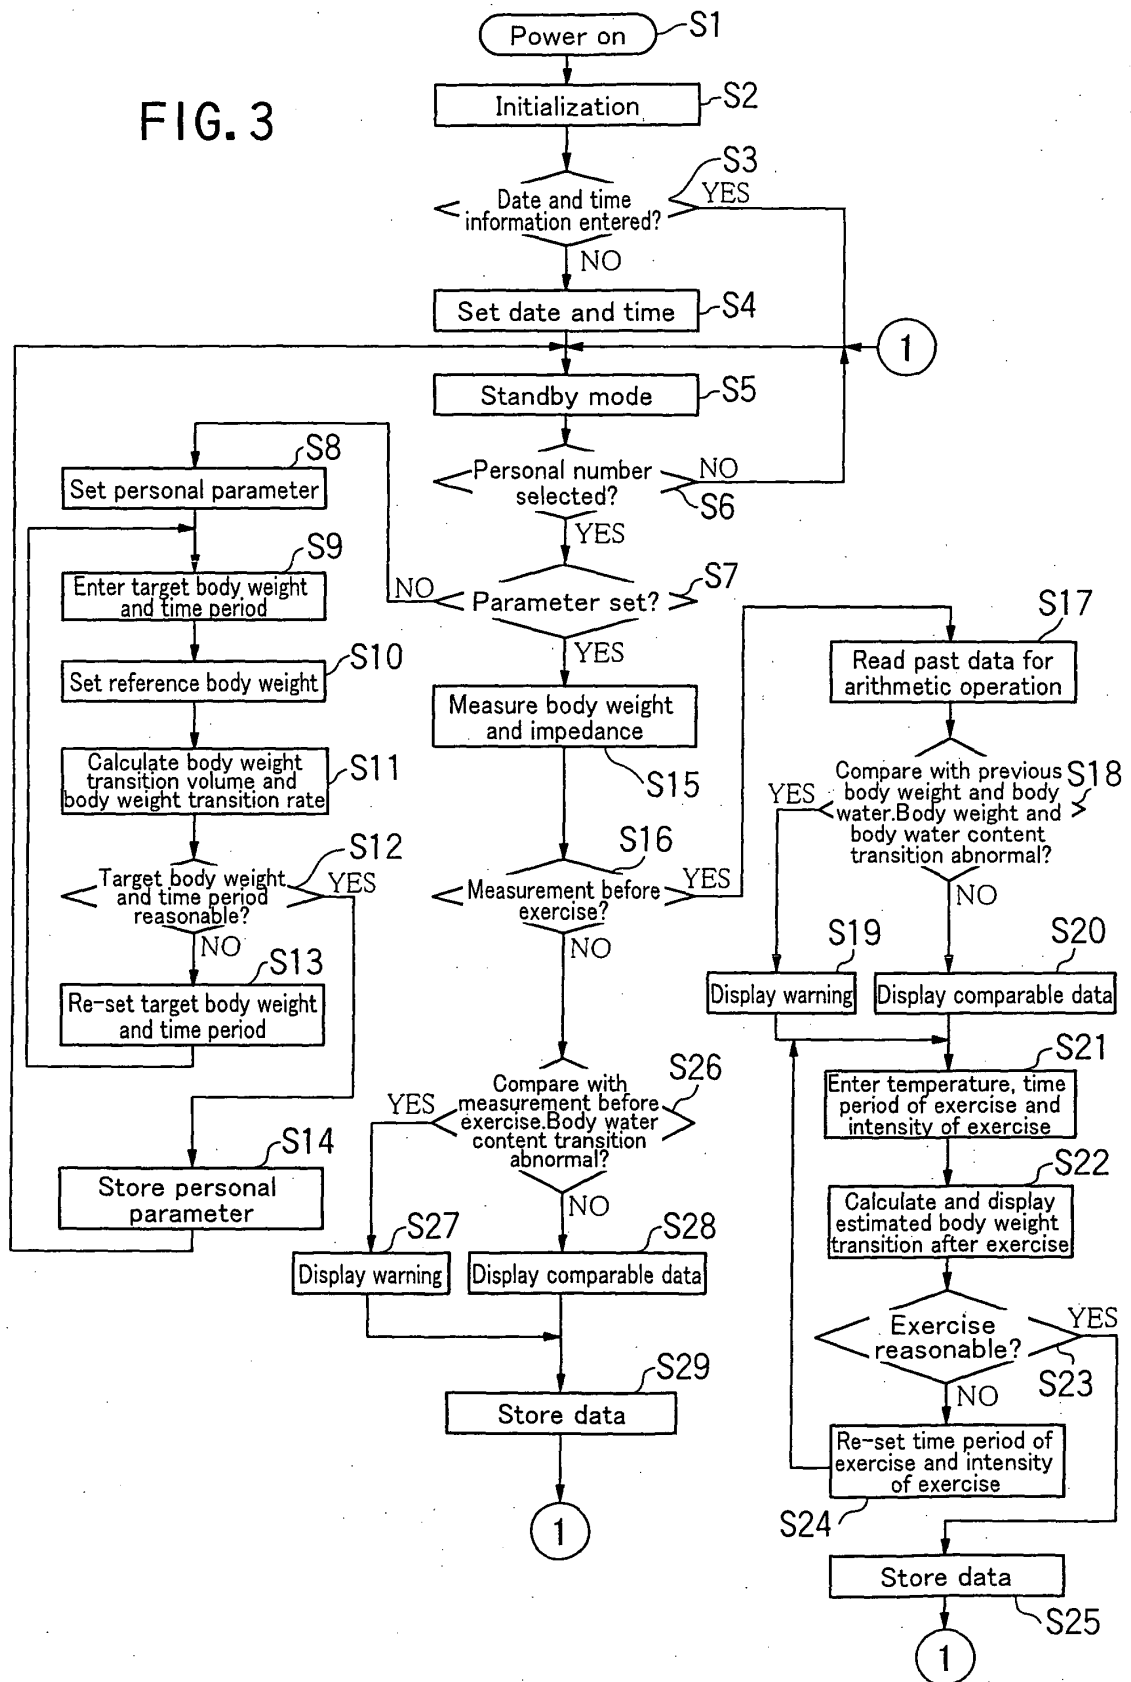 FIG. 3
Power on
S1
Initialization
S2
S3
Date and time
information entered?
YES
NO
Set date and time
S4
1
Standby mode
S5
Personal number
selected?
NO
S6
YES
S7
Parameter set?
NO
YES
S8
Set personal parameter
S9
Enter target body weight
and time period
S10
Set reference body weight
Calculate body weight
transition volume and
body weight transition rate
S11
S12
Target body weight
and time period
reasonable?
YES
NO
S13
Re-set target body weight
and time period
S14
Store personal
parameter
Measure body weight
and impedance
S15
S16
Measurement before
exercise?
YES
NO
S17
Read past data for
arithmetic operation
S18
Compare with previous
body weight and body
water.Body weight and
body water content
transition abnormal?
YES
NO
S19
Display warning
S20
Display comparable data
S21
Enter temperature, time
period of exercise and
intensity of exercise
S22
Calculate and display
estimated body weight
transition after exercise
Exercise
reasonable?
YES
S23
NO
Re-set time period of
exercise and intensity
of exercise
S24
Store data
S25
1
S26
Compare with
measurement before
exercise.Body water
content transition
abnormal?
YES
NO
S27
Display warning
S28
Display comparable data
S29
Store data
1